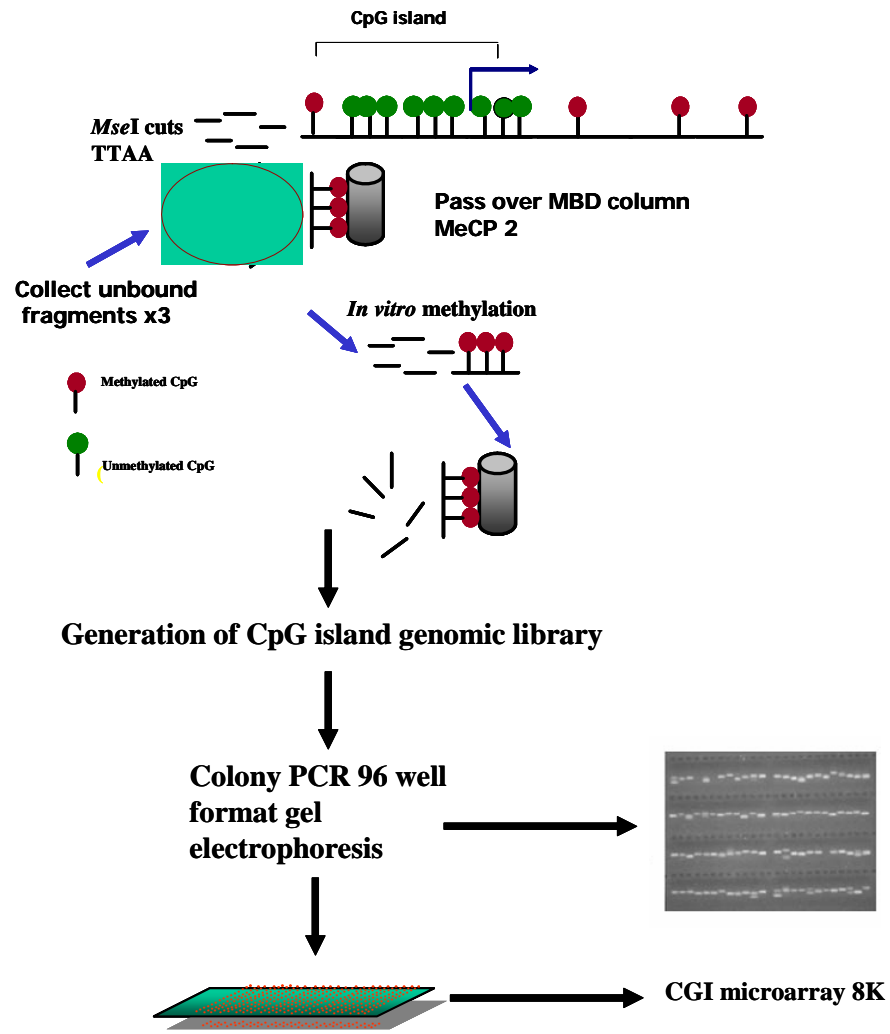 CpG island
MseI cuts
TTAA
Pass over MBD column
MeCP 2
Collect unbound
fragments x3
In vitro methylation
Methylated CpG
(Unmethylated CpG
Generation of CpG island genomic library
Colony PCR 96 well
format gel
electrophoresis
CGI microarray 8K